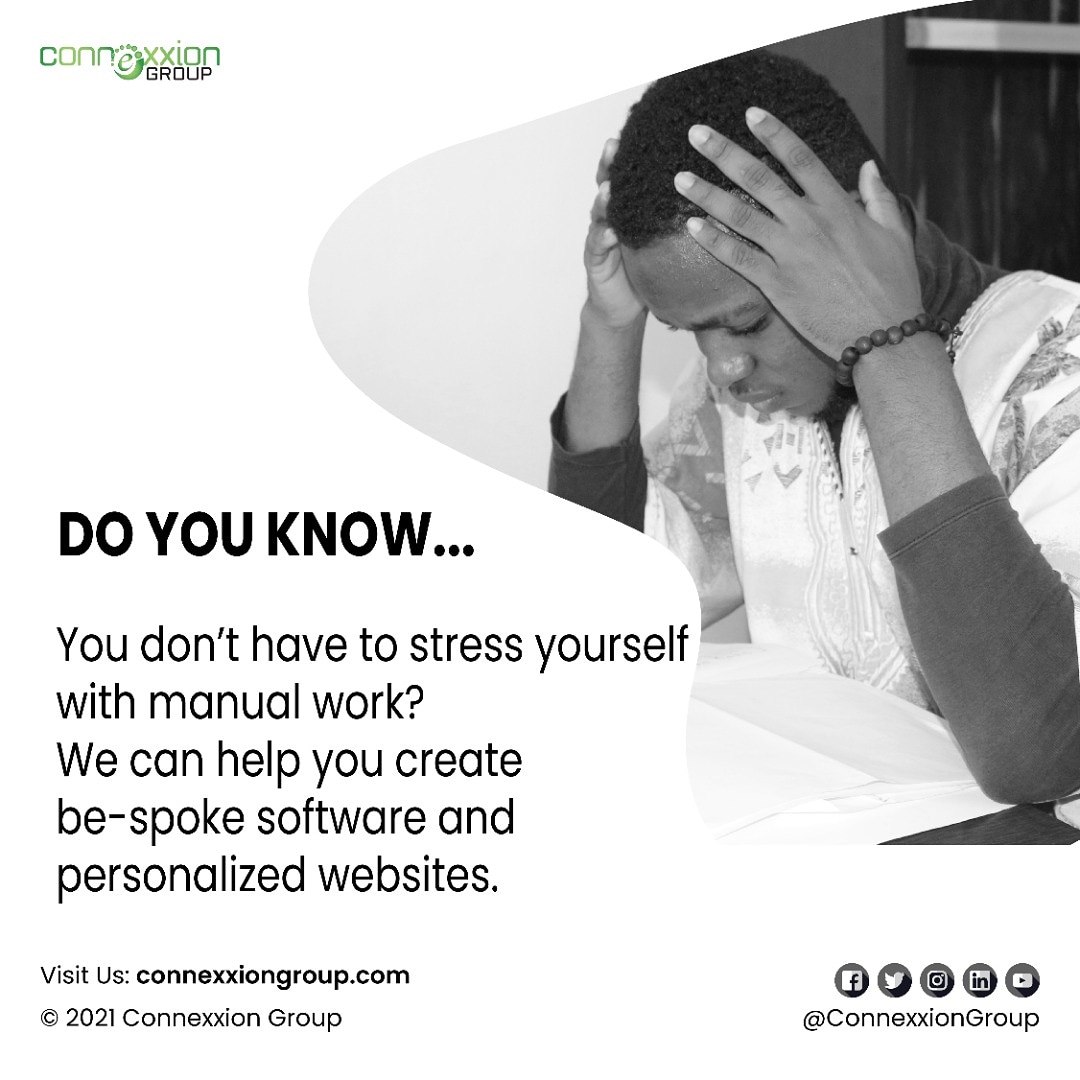 connexxion
GROUP
DO YOU KNOW...
You don't have to stress yourself
with manual work?
We can help you create
be-spoke software and
personalized websites.
Visit Us: connexxiongroup.com
© 2021 Connexxion Group
@ConnexxionGroup